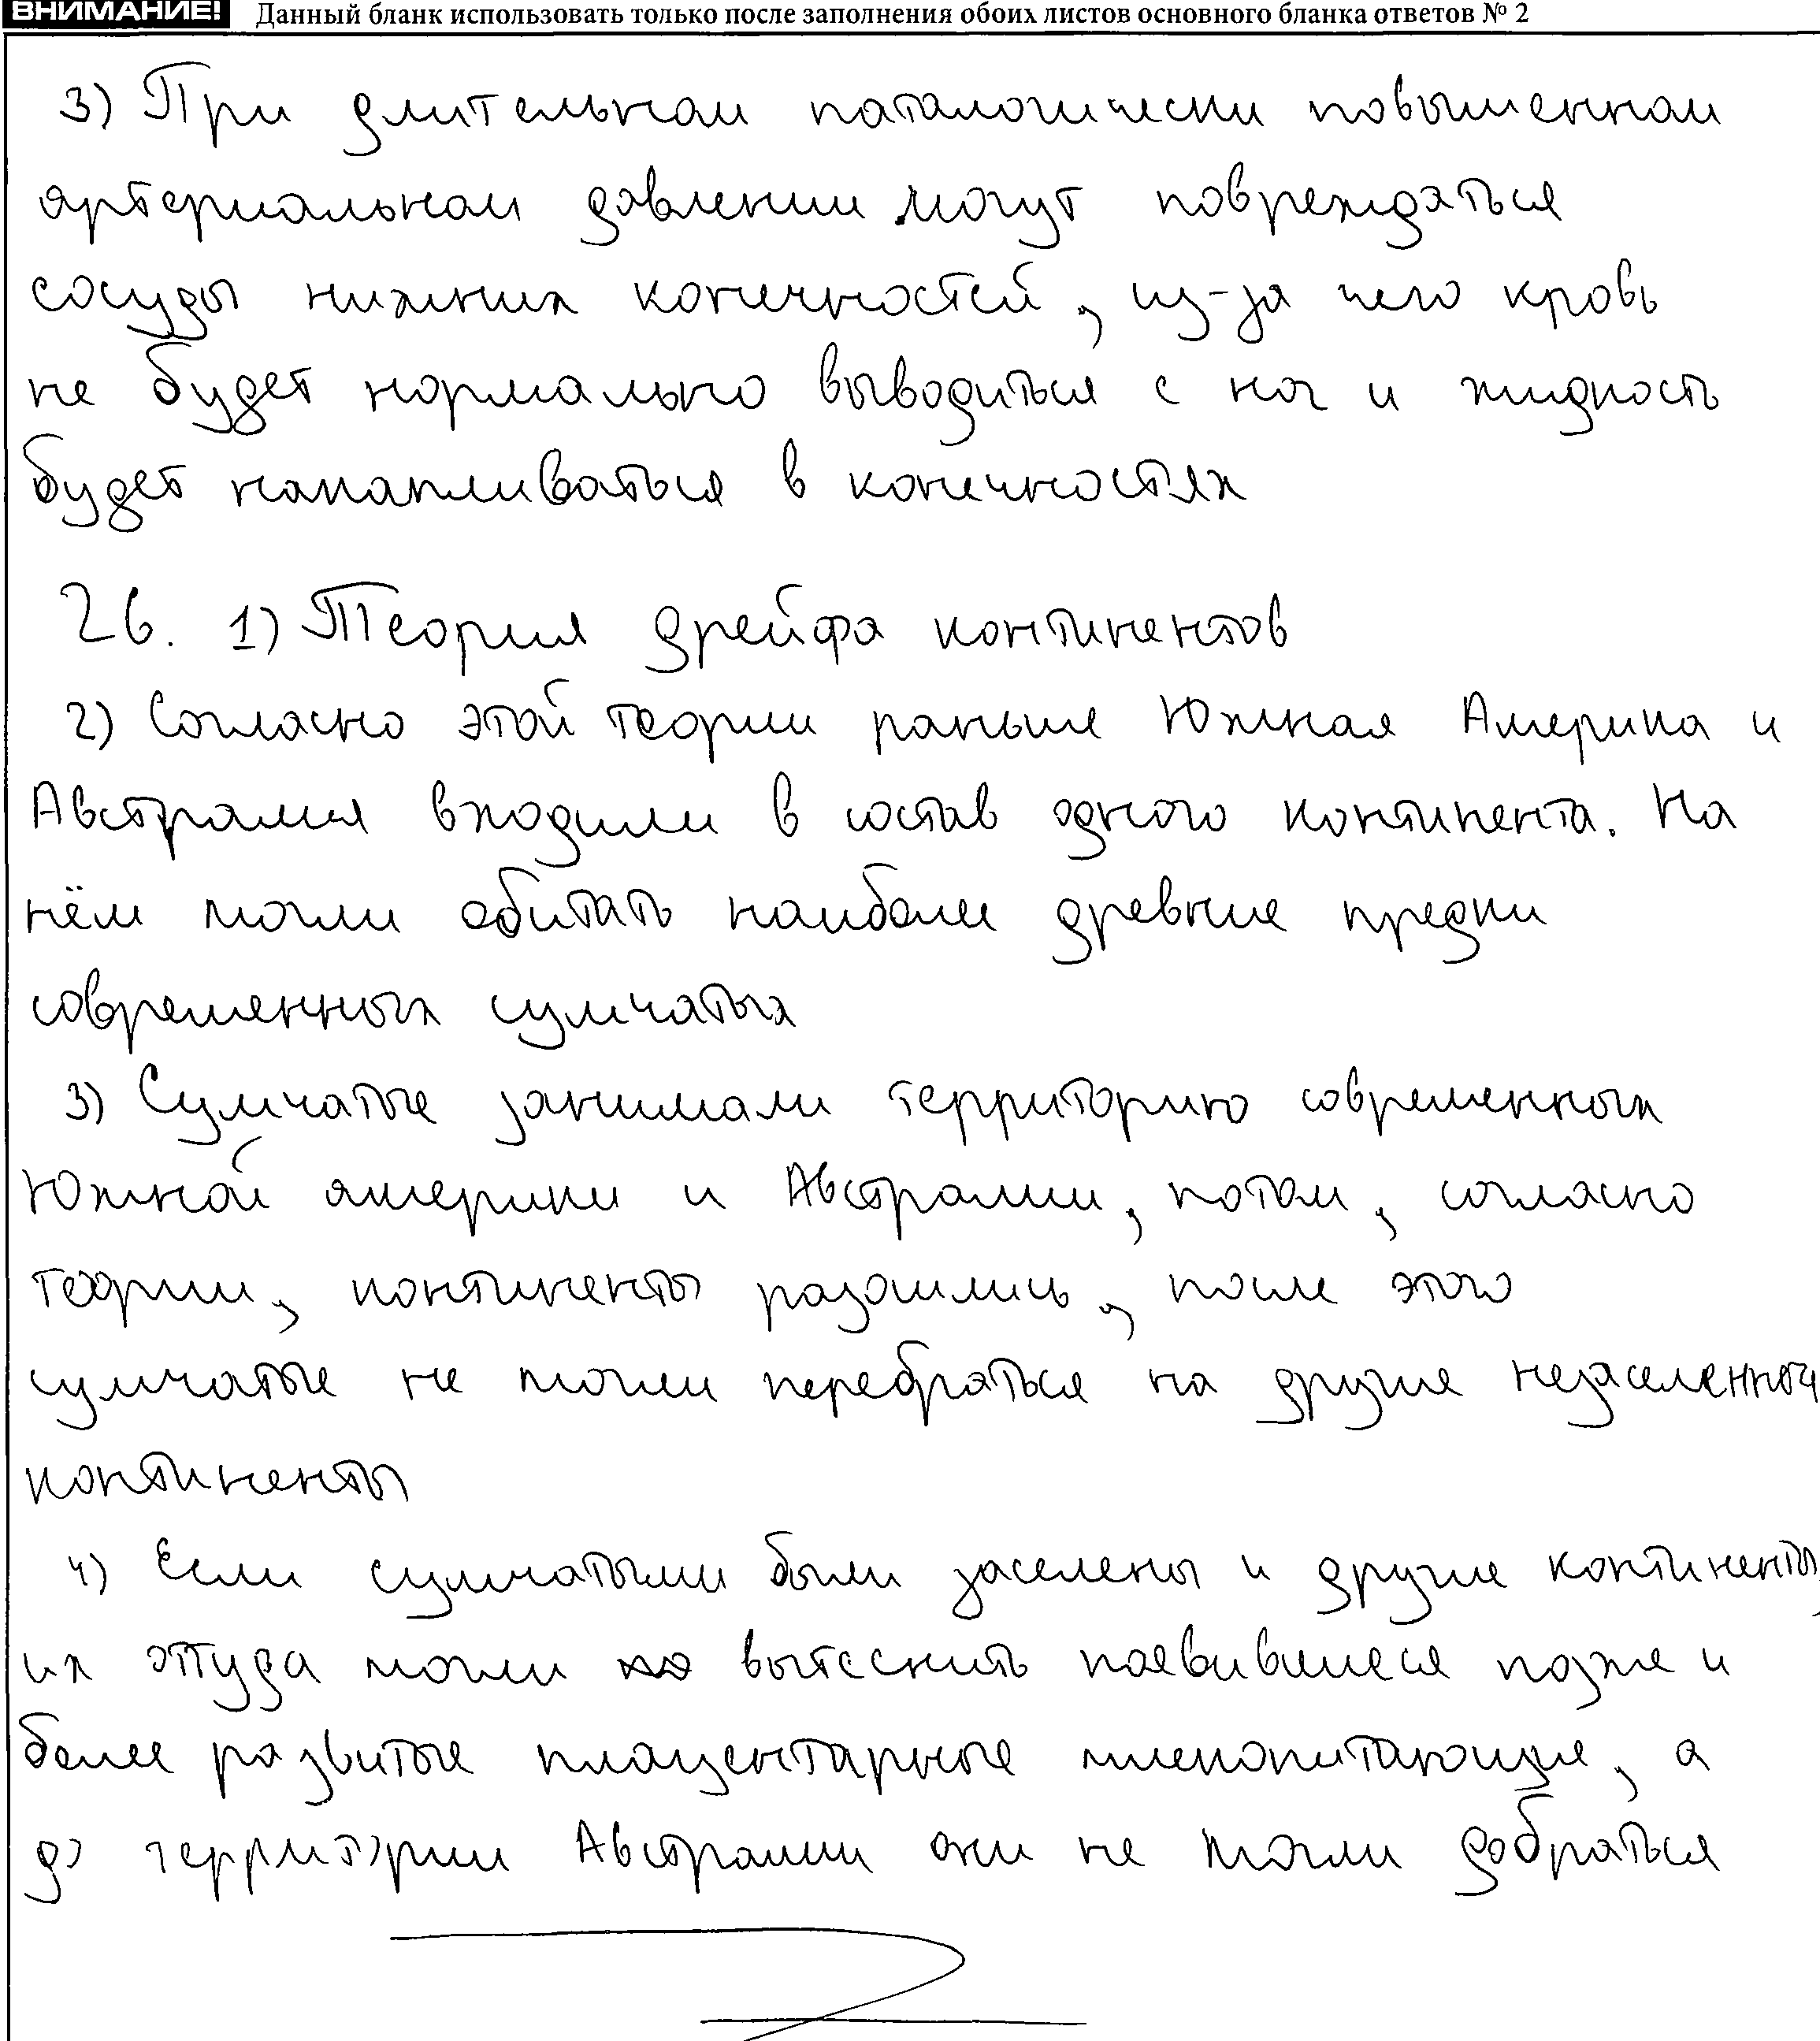 ВНИМАНИЕ! Данный бланк использовать только после заполнения обоих листов основного бланка ответов № 2
3) При длительном паталогически повышенном
артериальном давлении могут повреждаться
сосуды нижних конечностей, из-за чего кровь
не будет нормально выводиться с ног и жидкость
будет накапливаться в конечностях
26. 1) Теория дрейфа континентов
2) Согласно этой теории раньше Южная Америка и
Австралия входили в состав одного континента. На
нём могли обитать наиболее древние предки
современных сумчатых
3) Сумчатые занимали территорию современных
Южной америки и Австралии, потом, согласно
теории, континенты разошлись, после этого
сумчатые не могли перебраться на другие незаселенные
континенты
4) Если сумчатыми были заселены и другие континенты,
их оттуда могли вытеснить появившиеся позже и
более развитые плацентарные млекопитающие, а
до территории Австралии они не могли добраться